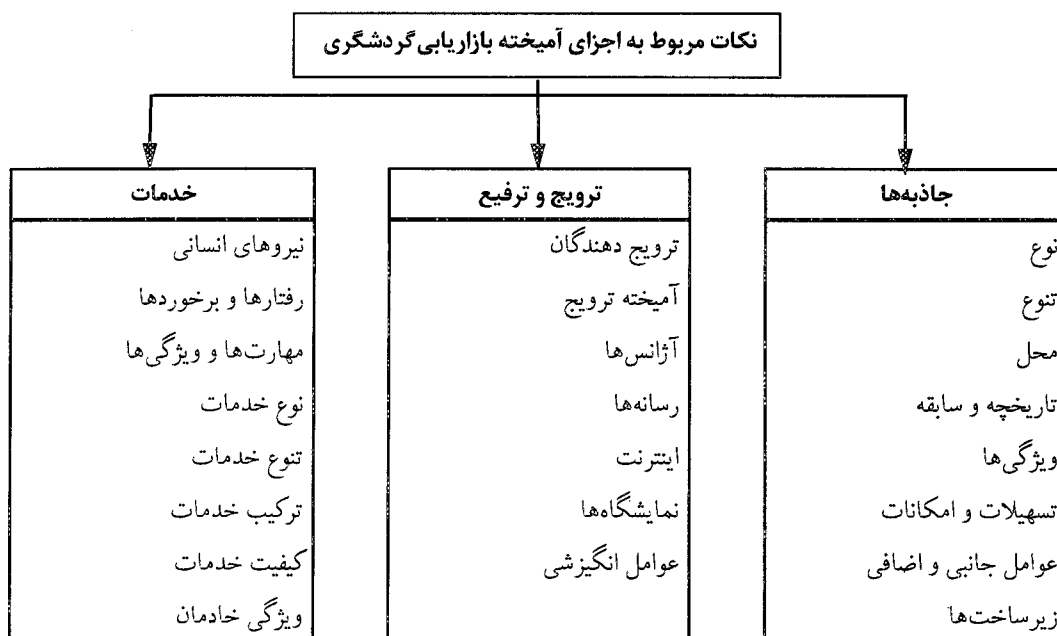 نکات مربوط به اجزای آمیخته بازاریابی‌گردشگری
جاذبه‌ها
نوع
تنوع
محل
تاریخچه و سابقه
ویژگی‌ها
تسهیلات و امکانات
عوامل جانبی و اضافی
زیرساخت‌ها
ترویج و ترفیع
ترویج دهندگان
آمیخته ترویج
آژانس‌ها
رسانه‌ها
اینترنت
نمایشگاه‌ها
عوامل انگیزشی
خدمات
نیروهای انسانی
رفتارها و برخوردها
مهارت‌ها و ویژگی‌ها
نوع خدمات
تنوع خدمات
ترکیب خدمات
کیفیت خدمات
ویژگی خادمان